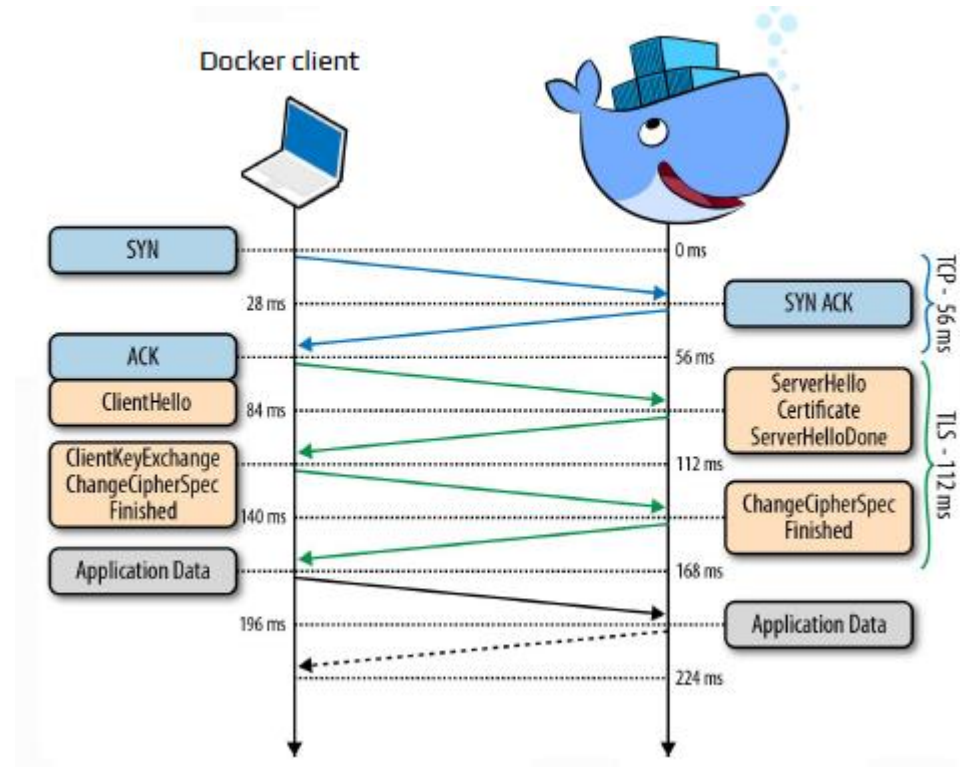 Docker client
SYN
0 ms
28 ms
SYN ACK
TCP - 56 ms
ACK
56 ms
ClientHello
84 ms
ServerHello
Certificate
ServerHelloDone
TLS - 112 ms
ClientKeyExchange
ChangeCipherSpec
Finished
112 ms
140 ms
ChangeCipherSpec
Finished
Application Data
168 ms
196 ms
Application Data
224 ms